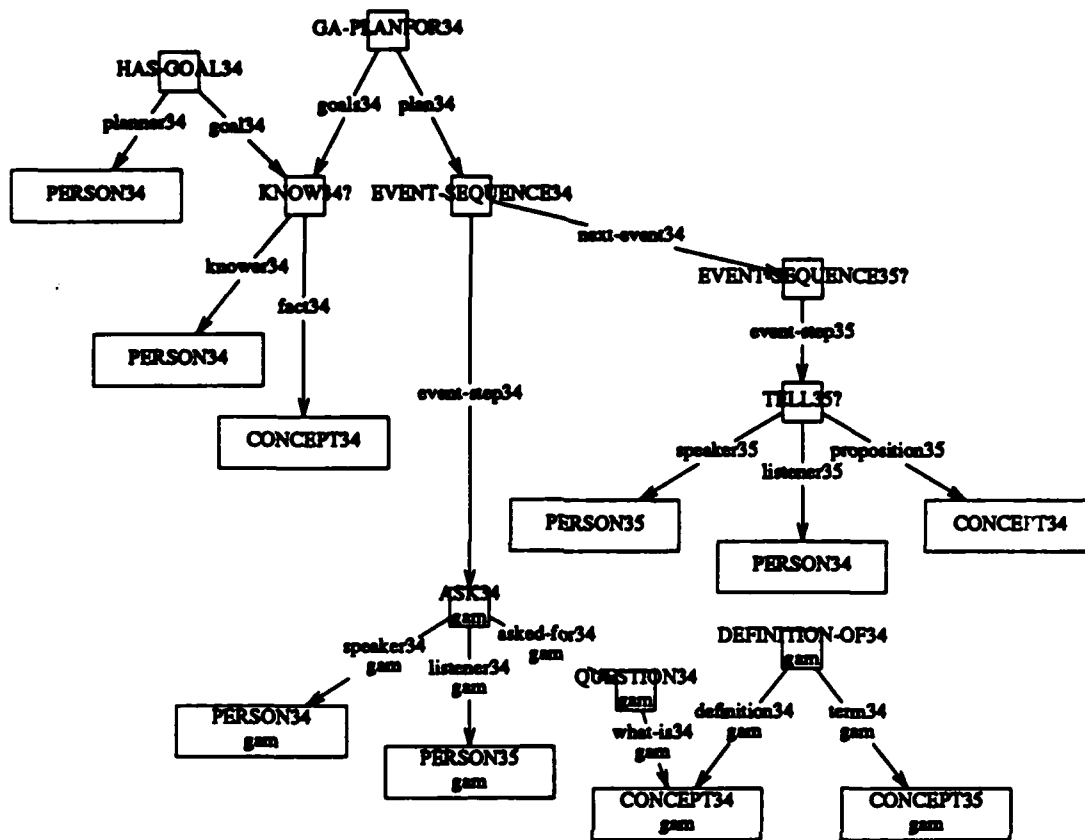 GA-PLANFOR34
HAS-GOAL34
goals34
plan34
planner34
goal34
PERSON34
KNOW34?
EVENT-SEQUENCE34
next-event34
knower34
EVENT-SEQUENCE35?
fact34
event-step35
PERSON34
event-step34
TELL35?
CONCEPT34
speaker35
proposition35
listener35
PERSON35
CONCEPT34
PERSON34
ASK34
gam
speaker34
gam
listener34
gam
asked-for34
gam
DEFINITION-OF34
gam
QUESTION34
gam
PERSON34
gam
what-is34
gam
definition34
gam
term34
gam
PERSON35
gam
CONCEPT34
gam
CONCEPT35
gam